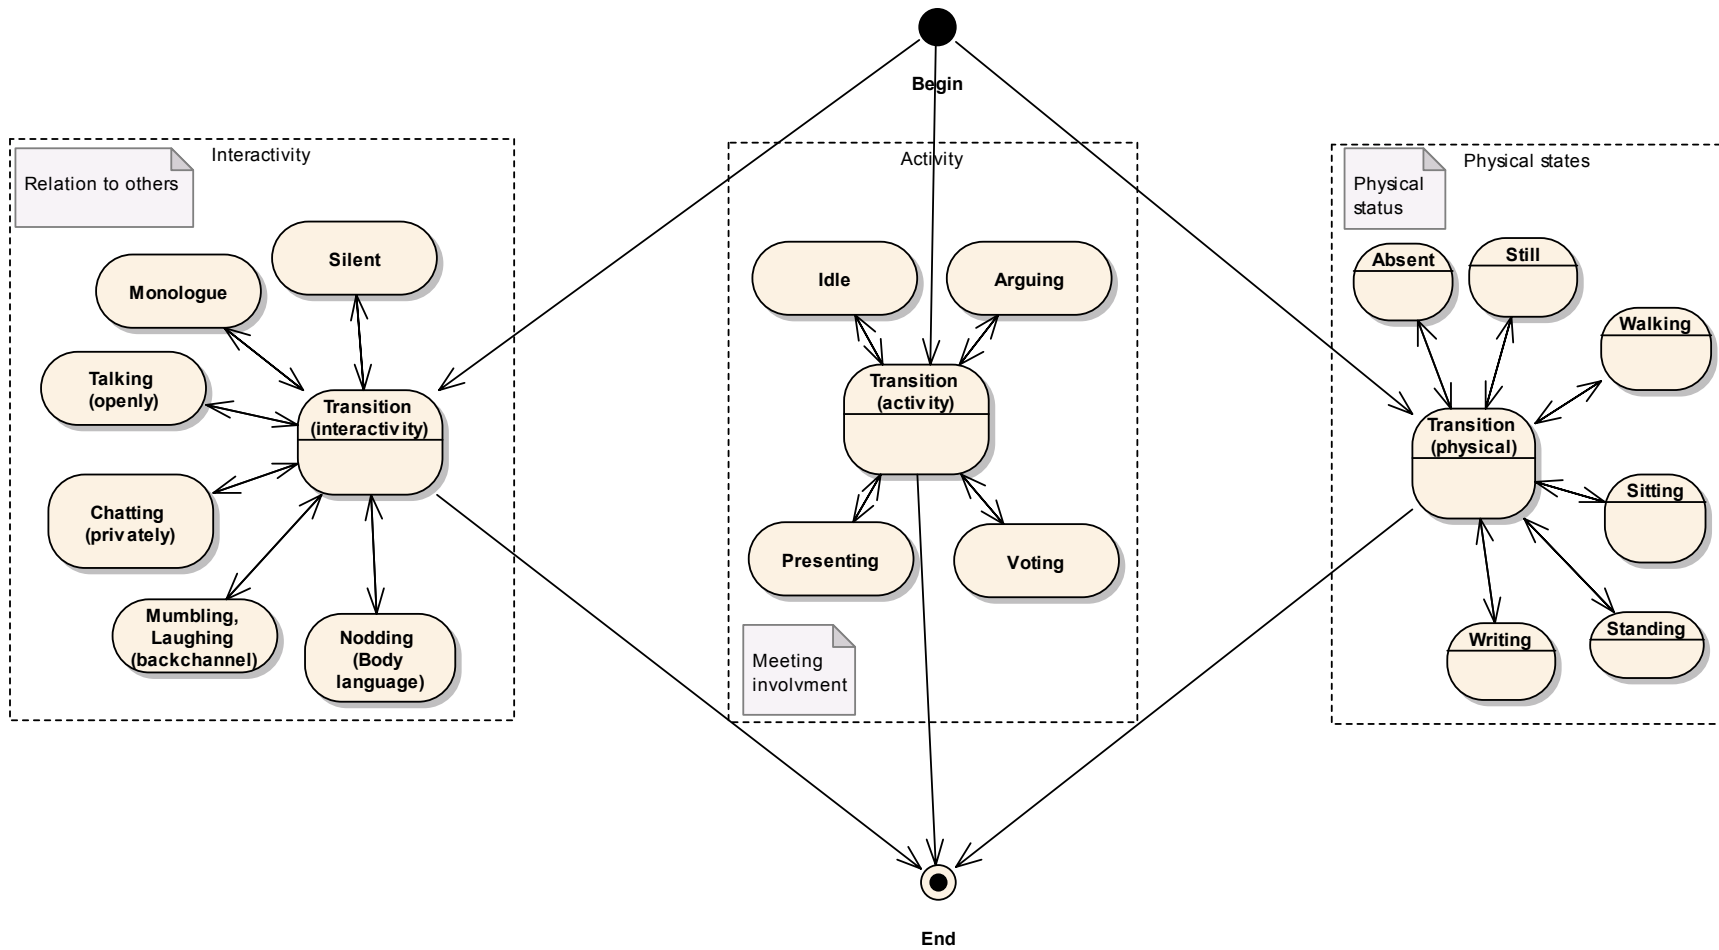 Begin
Interactivity
Relation to others
Silent
Monologue
Talking
(openly)
Transition
(interactivity)
Chatting
(privately)
Mumbling,
Laughing
(backchannel)
Nodding
(Body
language)
Activity
Idle
Arguing
Transition
(activity)
Presenting
Voting
Meeting
involvment
Physical states
Physical
status
Absent
Still
Walking
Transition
(physical)
Sitting
Standing
Writing
End